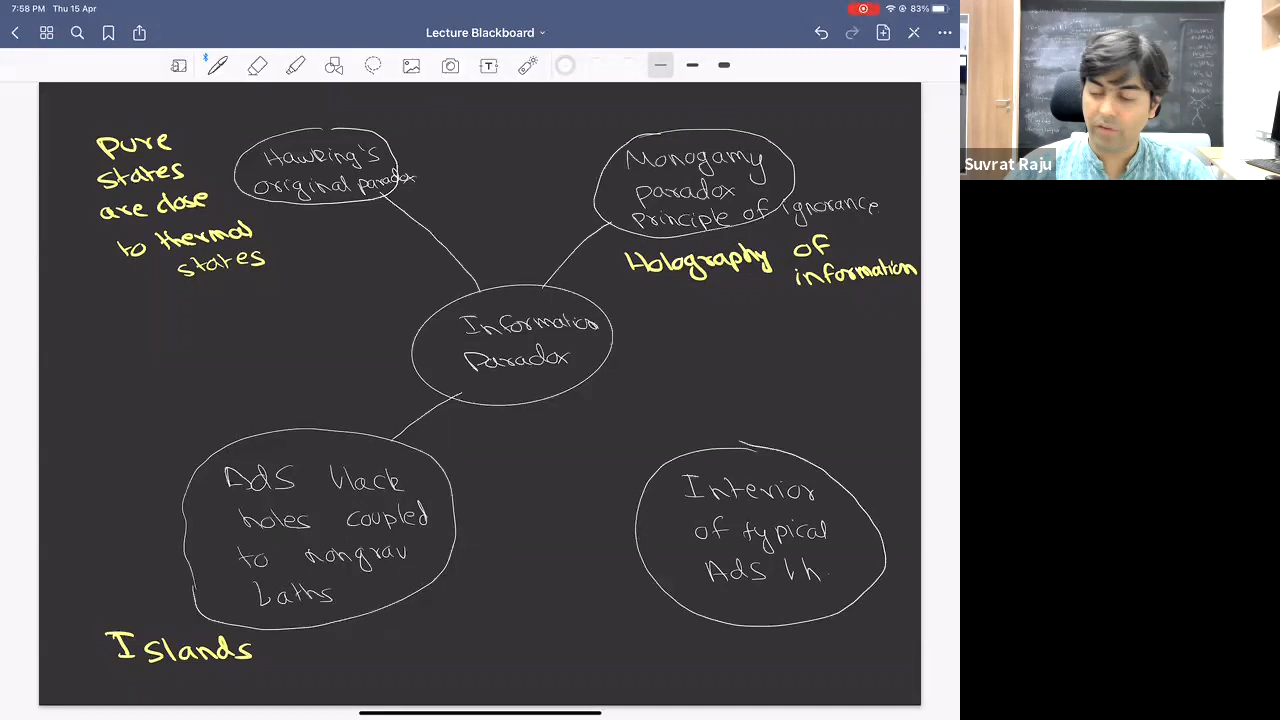 7:58 PM Thu 15 Apr
83%
Lecture Blackboard
T
Suvrat Raju
Pure
states
are close
to thermal
states
Hawking's
original paradox
Monogamy
paradox
principle of Ignorance
Holography of
information
Information
Paradox
AdS black
holes coupled
to nongrav
baths
Islands
Interior
of typical
AdS bh.